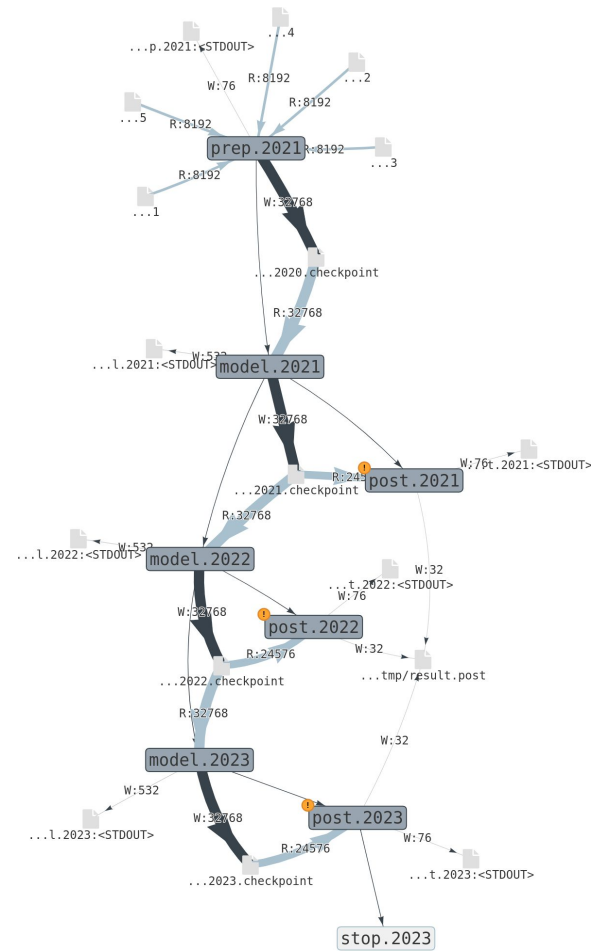 ...4
...p.2021:<STDOUT>
...2
W:76
R:8192
R:8192
...5
R:8192
prep.2021
R:8192
...3
R:8192
...1
W:32768
...2020.checkpoint
R:32768
W:532
...l.2021:<STDOUT>
model.2021
W:32768
W:76
...t.2021:<STDOUT>
!
R:245
post.2021
...2021.checkpoint
R:32768
W:532
...l.2022:<STDOUT>
model.2022
W:32
...t.2022:<STDOUT>
W:76
W:32768
!
post.2022
W:32
R:24576
...2022.checkpoint
...tmp/result.post
R:32768
W:32
model.2023
W:532
!
W:32768
post.2023
...l.2023:<STDOUT>
W:76
R:24576
...2023.checkpoint
...t.2023:<STDOUT>
stop.2023